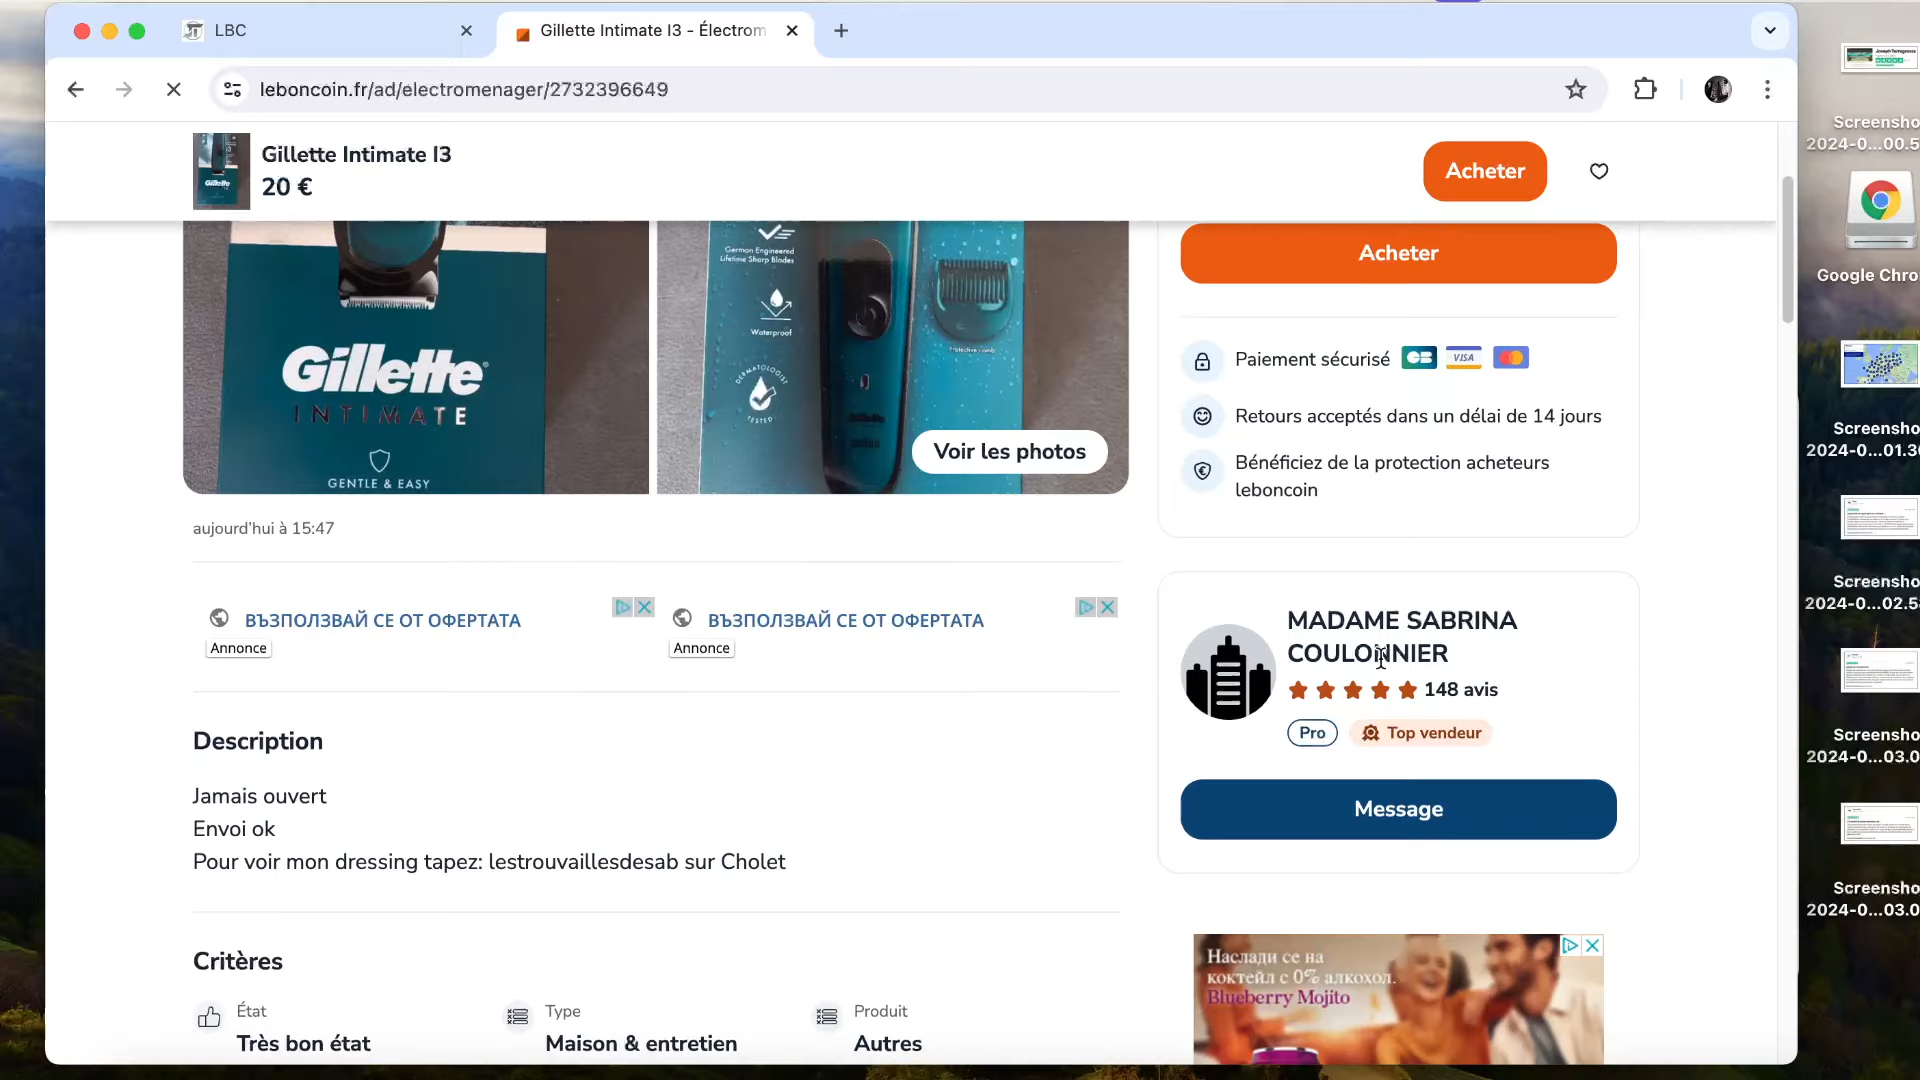 LBC
Gillette Intimate I3 - Électrom
leboncoin.fr/ad/electromenager/2732396649
Gillette Intimate I3
20 €
Acheter
Gillette
INTIMATE
GENTLE & EASY
German Engineered
Lifetime Sharp Blades
Waterproof
DERMATOLOGIST
TESTED
Protective comb
Voir les photos
Acheter
Paiement sécurisé
CB
VISA
Retours acceptés dans un délai de 14 jours
Bénéficiez de la protection acheteurs
leboncoin
aujourd'hui à 15:47
ВЪЗПОЛЗВАЙ СЕ ОТ ОФЕРТАТА
Annonce
ВЪЗПОЛЗВАЙ СЕ ОТ ОФЕРТАТА
Annonce
MADAME SABRINA
COULONNIER
148 avis
Pro
Top vendeur
Message
Description
Jamais ouvert
Envoi ok
Pour voir mon dressing tapez: lestrouvaillesdesab sur Cholet
Critères
État
Très bon état
Type
Maison & entretien
Produit
Autres
Наслади се на
коктейл с 0% алкохол.
Blueberry Mojito
Screensho
2024-0...00.5
Google Chro
Screensho
2024-0...01.3
Screensho
2024-0...02.5
Screensho
2024-0...03.0
Screensho
2024-0...03.0